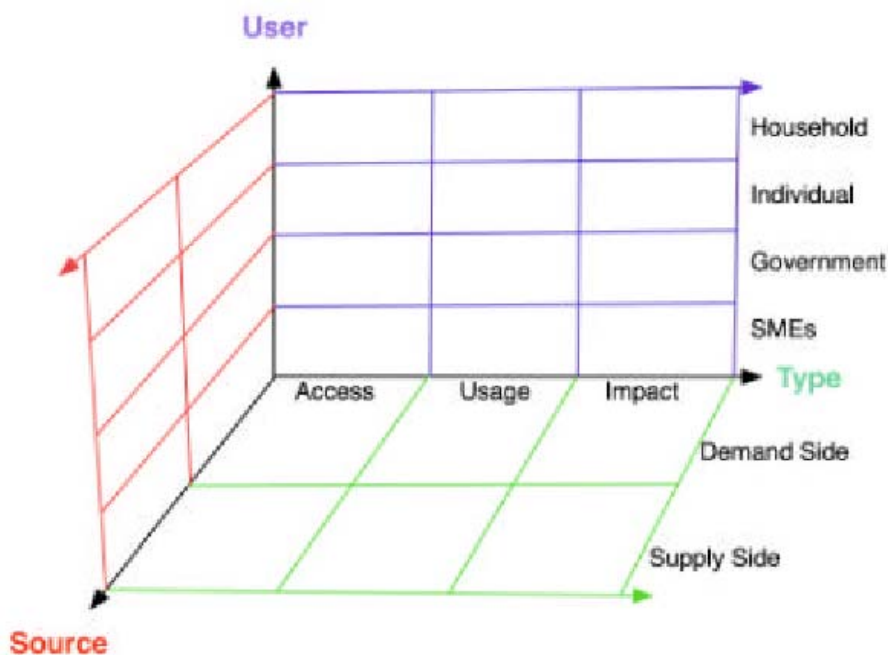 User
Household
Individual
Government
SMEs
Type
Access Usage Impact
Demand Side
Supply Side
Source